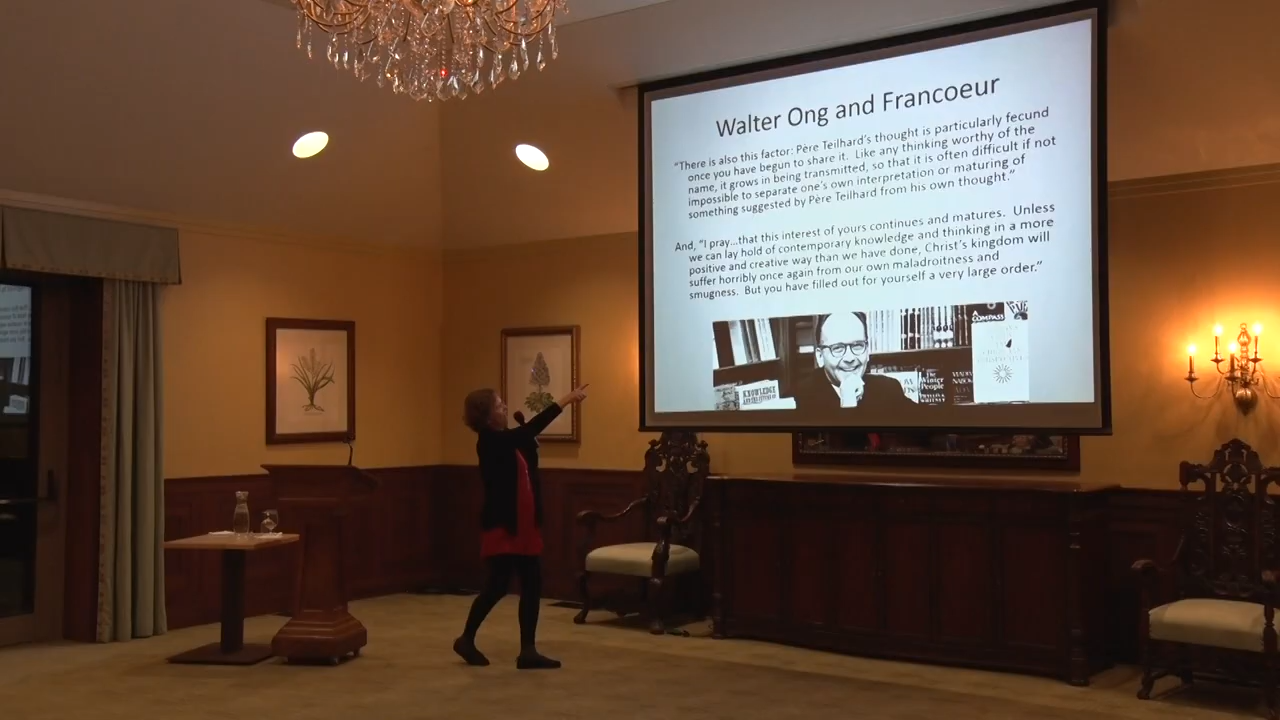 Walter Ong and Francoeur
"There is also this factor: Père Teilhard's thought is particularly fecund
once you have begun to share it. Like any thinking worthy of the
name, it grows in being transmitted, so that it is often difficult if not
impossible to separate one's own interpretation or maturing of
something suggested by Père Teilhard from his own thought."
And, "I pray...that this interest of yours continues and matures. Unless
we can lay hold of contemporary knowledge and thinking in a more
positive and creative way than we have done, Christ's kingdom will
suffer horribly once again from our own maladroitness and
smugness. But you have filled out for yourself a very large order."
A
COMPASS
KNOWLEDGE
The
Winter
People
PHYLLIS A. WHITNEY